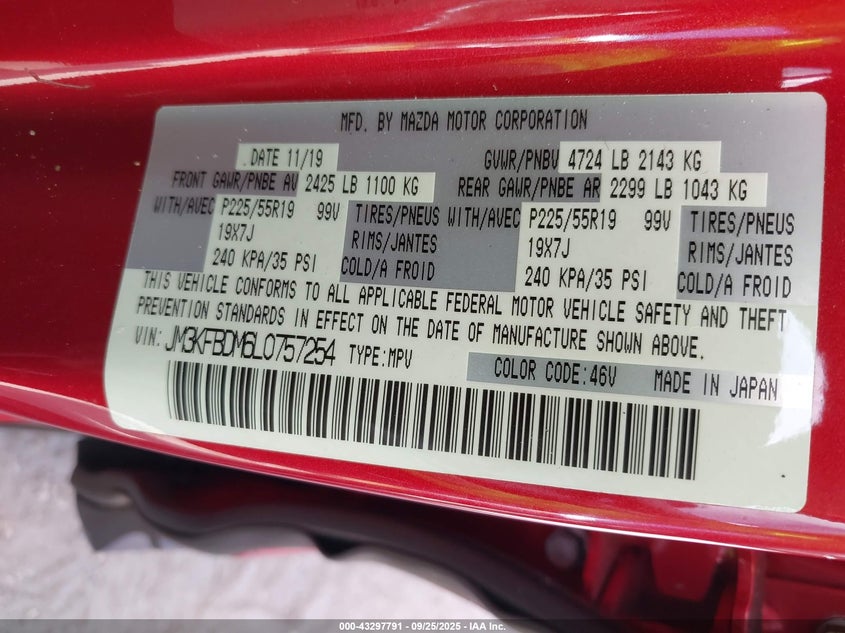 MFD. BY MAZDA MOTOR CORPORATION
DATE 11/19 GVWR/PNBV 4724 LB 2143 KG
FRONT GAWR/PNBE AV 2425 LB 1100 KG REAR GAWR/PNBE AR 2299 LB 1043 KG
WITH/AVEC P225/55R19 99V TIRES/PNEUS WITH/AVEC P225/55R19 99V TIRES/PNEUS
19X7J RIMS/JANTES 19X7J RIMS/JANTES
240 KPA/35 PSI COLD/A FROID 240 KPA/35 PSI COLD/A FROID
THIS VEHICLE CONFORMS TO ALL APPLICABLE FEDERAL MOTOR VEHICLE SAFETY AND THEFT
PREVENTION STANDARDS IN EFFECT ON THE DATE OF MANUFACTURE SHOWN ABOVE.
VIN: JM3KFBDM6L0757254 TYPE:MPV
COLOR CODE:46V MADE IN JAPAN
000-43297791 - 09/25/2025 - IAA Inc.